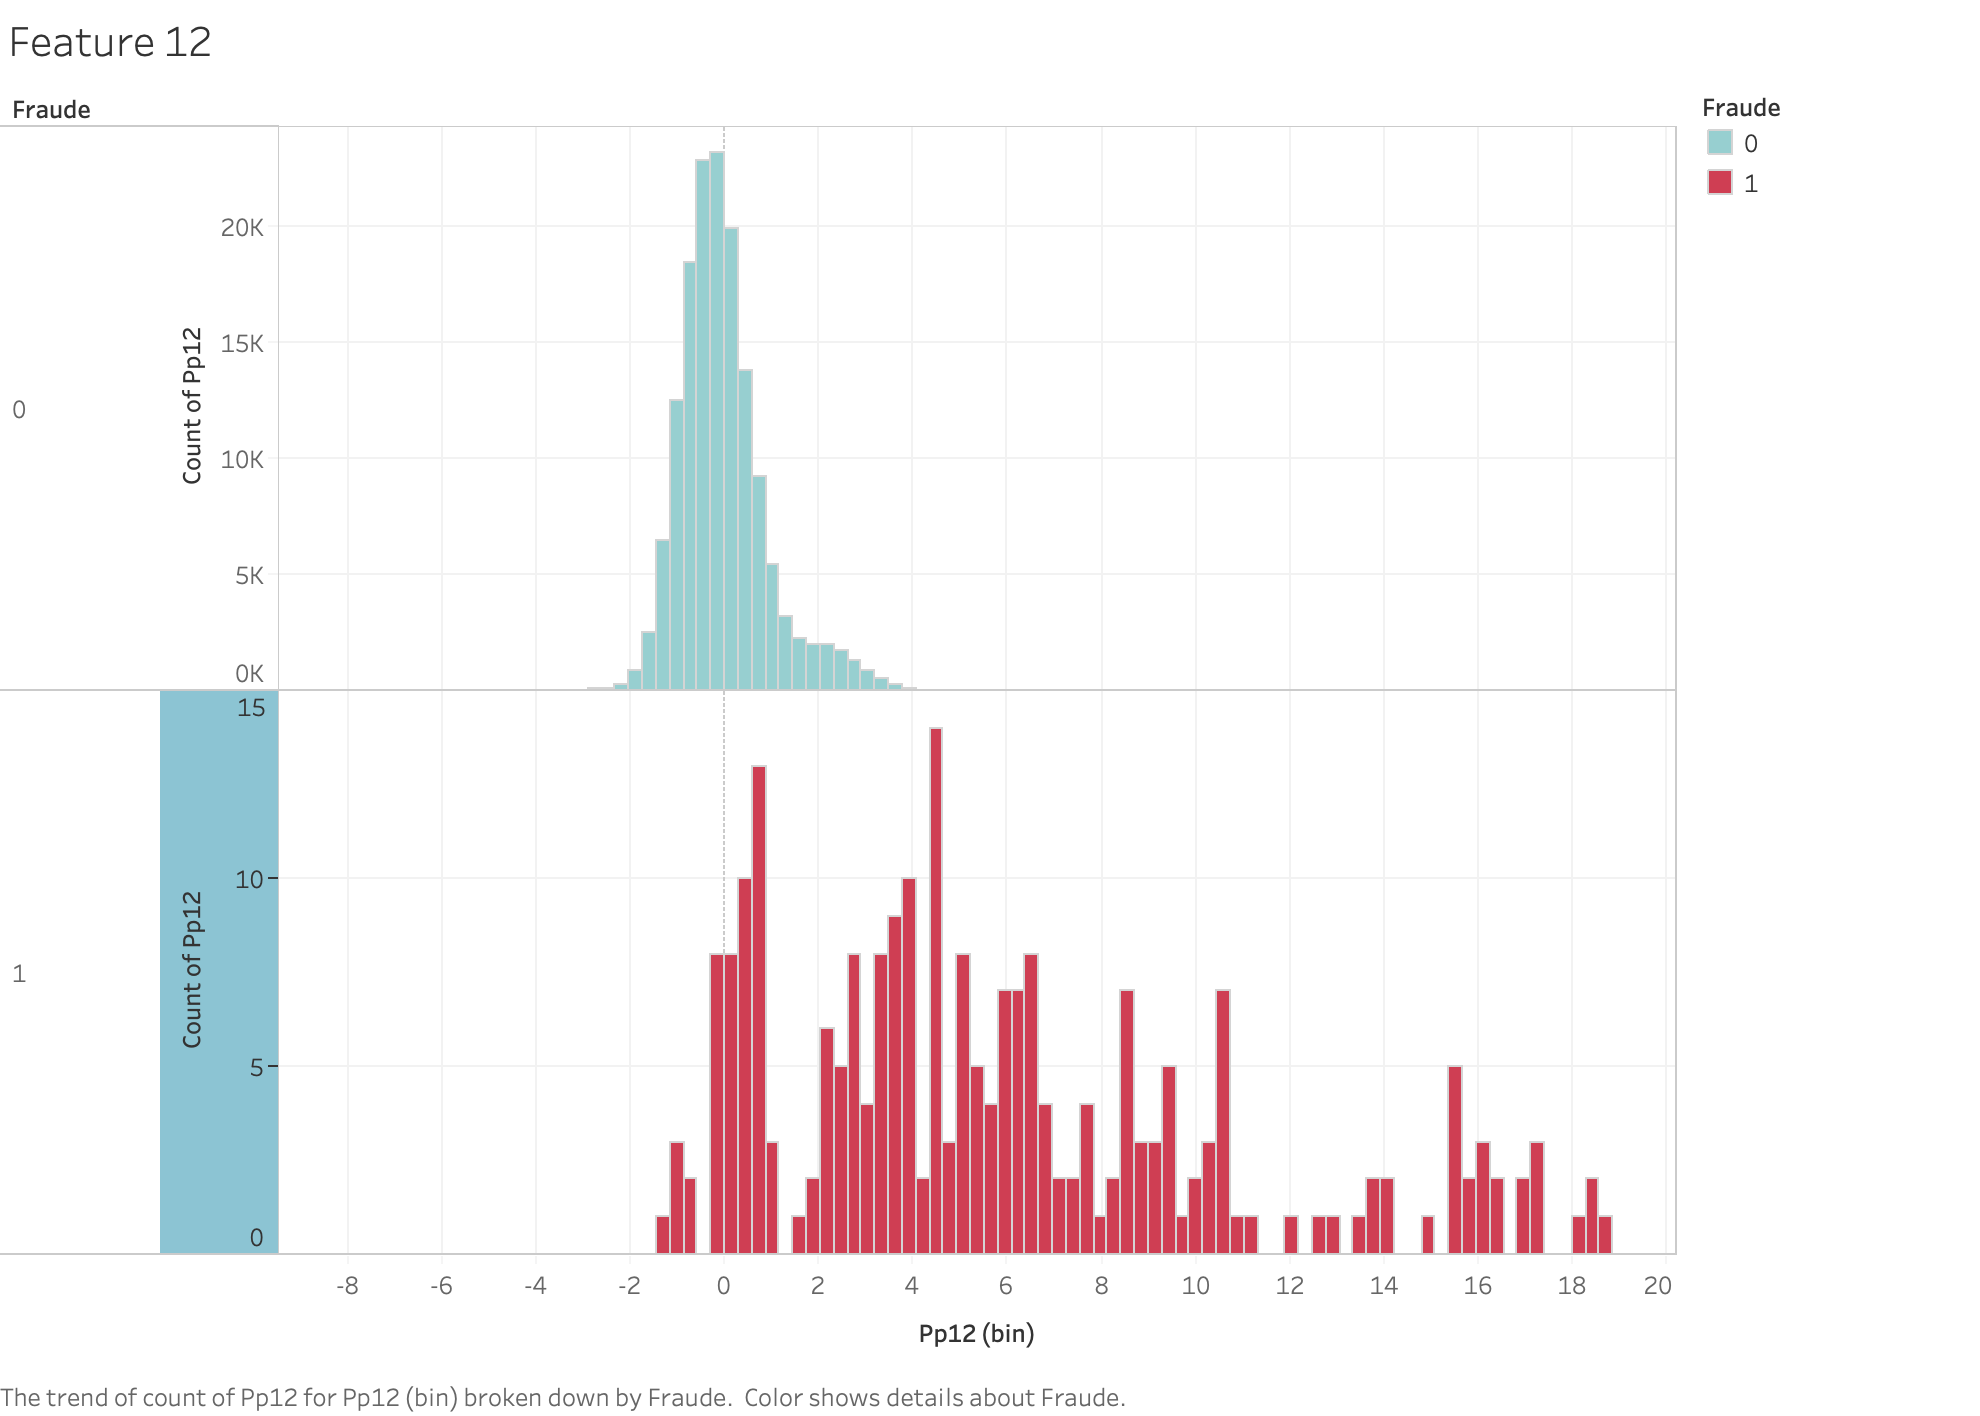 Feature 12
Fraude
Fraude
0
1
20K
15K
10K
5K
0K
Count of Pp12
0
15
10
5
0
Count of Pp12
1
-8 -6 -4 -2 0 2 4 6 8 10 12 14 16 18 20
Pp12 (bin)
The trend of count of Pp12 for Pp12 (bin) broken down by Fraude.  Color shows details about Fraude.